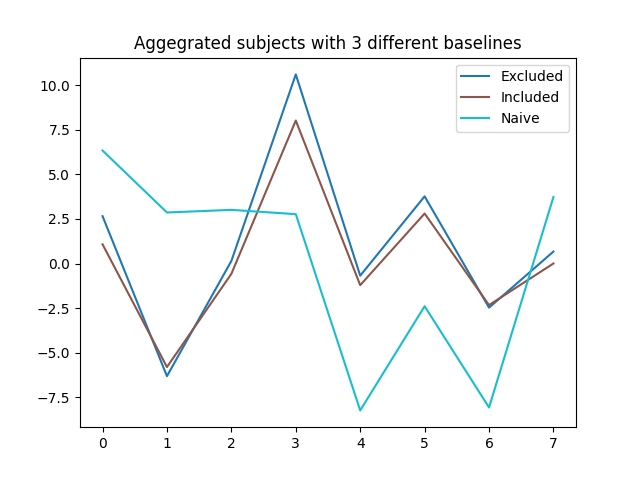 Aggegrated subjects with 3 different baselines
Excluded
Included
Naive
10.0
7.5
5.0
2.5
0.0
−2.5
−5.0
−7.5
0 1 2 3 4 5 6 7